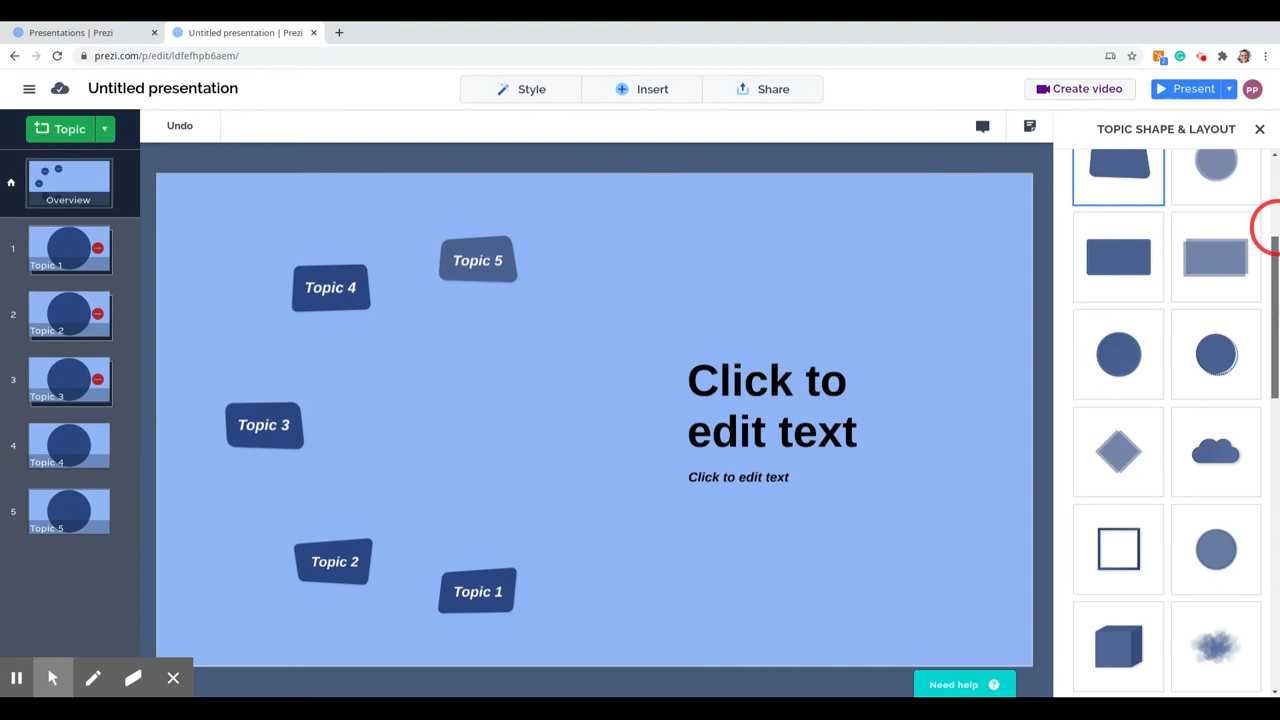 Presentations | Prezi
Untitled presentation | Prezi
prezi.com/p/edit/ldfefhpb6aem/
2
Untitled presentation
Style
Insert
Share
Create video
Present
PP
Topic
Undo
TOPIC SHAPE & LAYOUT
Overview
1
Topic 1
2
Topic 2
3
Topic 3
4
Topic 4
5
Topic 5
Topic 5
Topic 4
Topic 3
Topic 2
Topic 1
Click to
edit text
Click to edit text
Need help ?